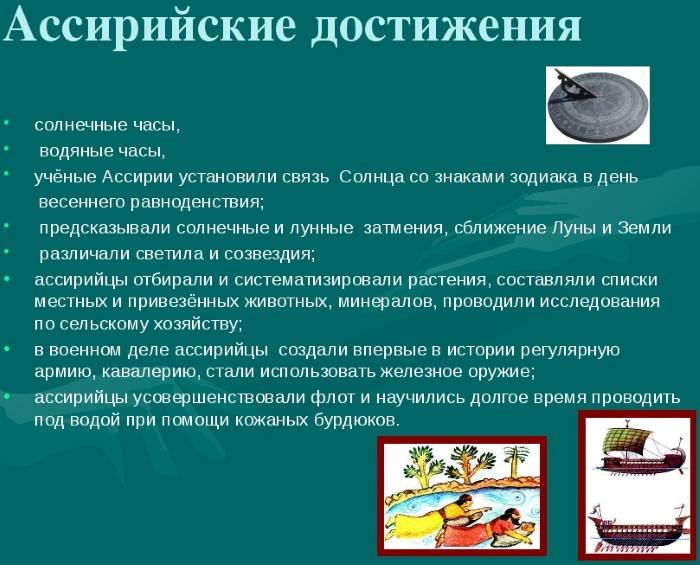 Ассирийские достижения
солнечные часы,
водяные часы,
учёные Ассирии установили связь Солнца со знаками зодиака в день
весеннего равноденствия;
предсказывали солнечные и лунные затмения, сближение Луны и Земли
различали светила и созвездия;
ассирийцы отбирали и систематизировали растения, составляли списки
местных и привезённых животных, минералов, проводили исследования
по сельскому хозяйству;
в военном деле ассирийцы создали впервые в истории регулярную
армию, кавалерию, стали использовать железное оружие;
ассирийцы усовершенствовали флот и научились долгое время проводить
под водой при помощи кожаных бурдюков.